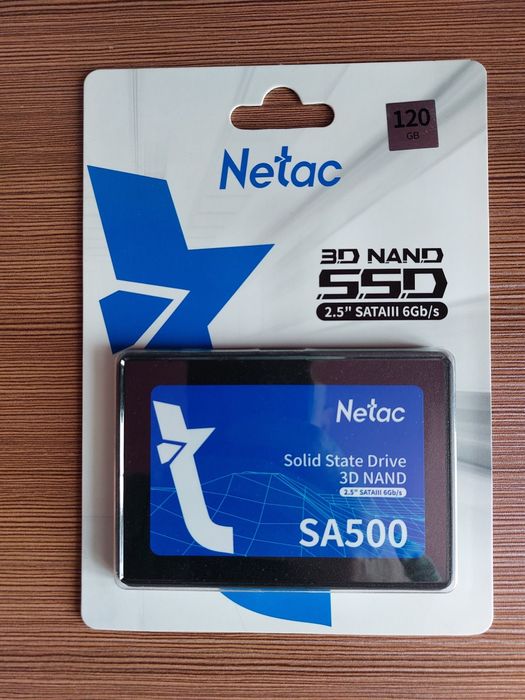 120
GB
Netac
3D NAND
SSD
2.5" SATAIII 6Gb/s
Netac
Solid State Drive
3D NAND
2.5" SATAIII 6Gb/s
SA500